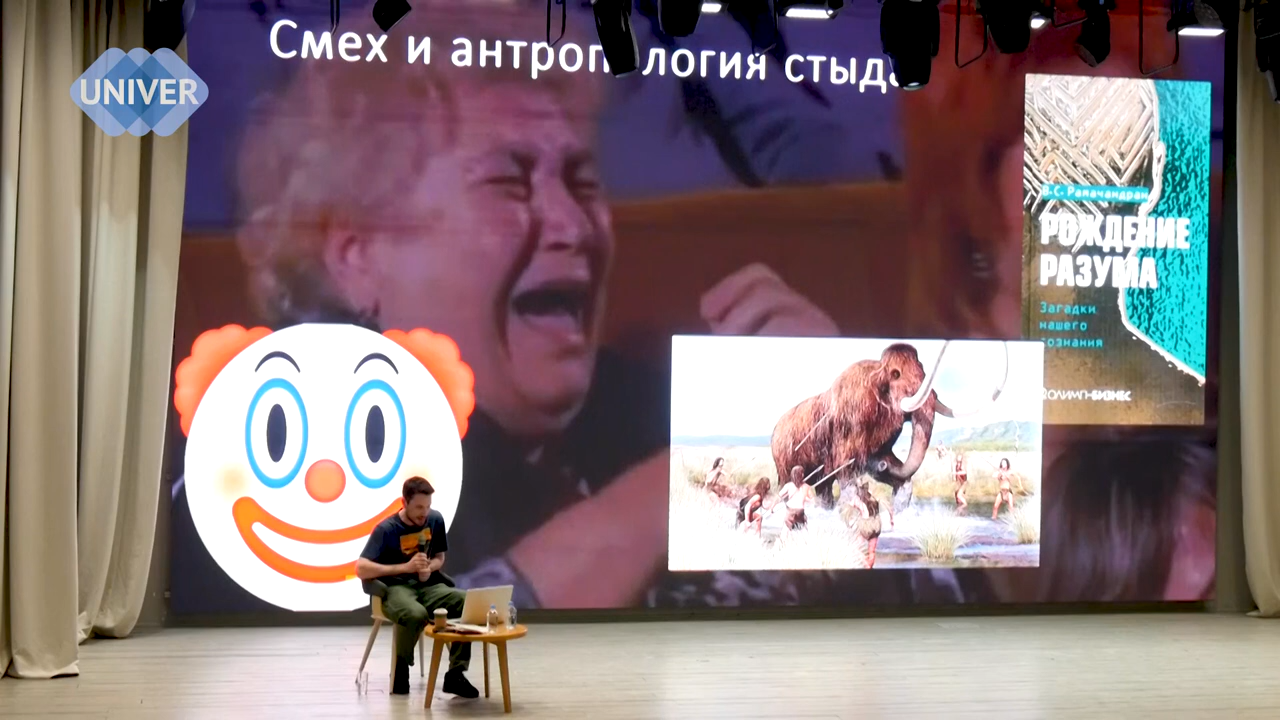 UNIVER
Смех и антропология стыда
В.С. Рамачандран
РОЖДЕНИЕ
РАЗУМА
Загадки
нашего
сознания
ОЛИМП-БИЗНЕС